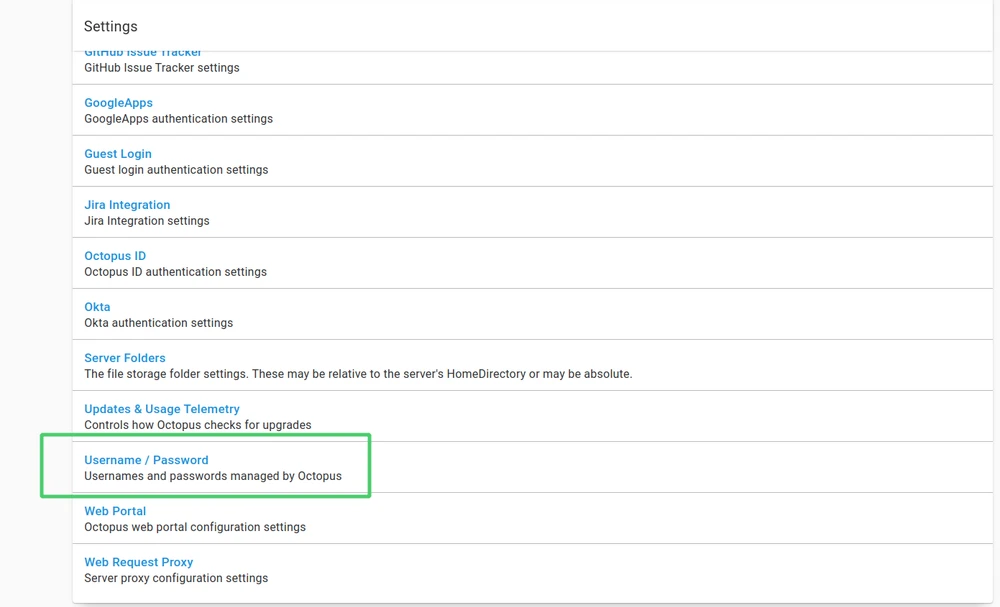 Settings
GitHub Issue Tracker
GitHub Issue Tracker settings
GoogleApps
GoogleApps authentication settings
Guest Login
Guest login authentication settings
Jira Integration
Jira Integration settings
Octopus ID
Octopus ID authentication settings
Okta
Okta authentication settings
Server Folders
The file storage folder settings. These may be relative to the server's HomeDirectory or may be absolute.
Updates & Usage Telemetry
Controls how Octopus checks for upgrades
Username / Password
Usernames and passwords managed by Octopus
Web Portal
Octopus web portal configuration settings
Web Request Proxy
Server proxy configuration settings